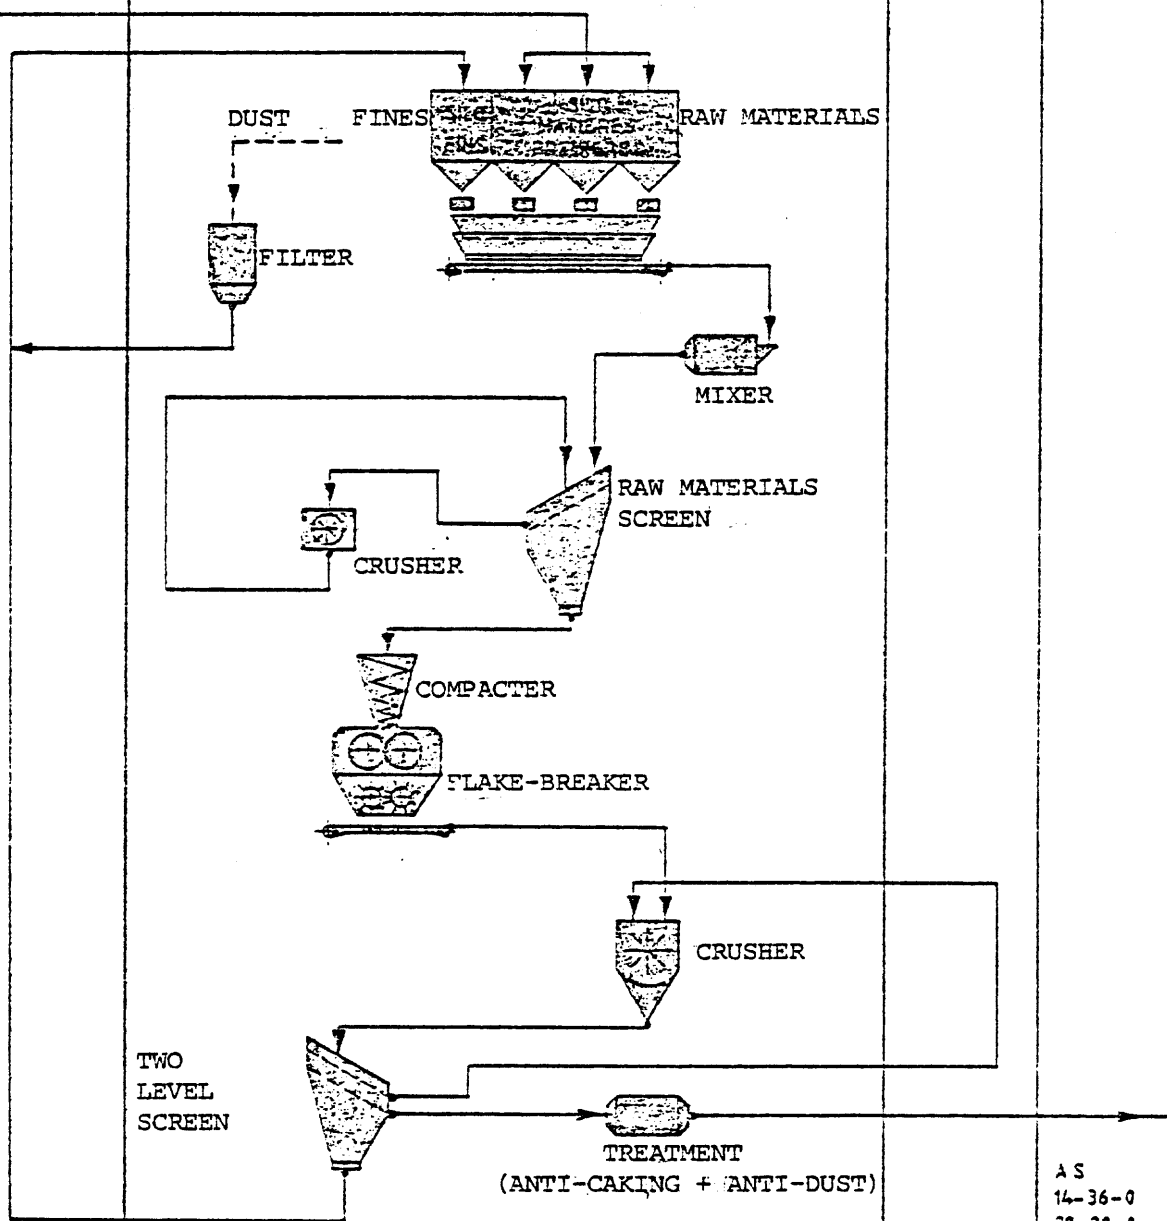 DUST
FINES
RAW MATERIALS
FILTER
MIXER
RAW MATERIALS
SCREEN
CRUSHER
COMPACTER
FLAKE-BREAKER
CRUSHER
TWO
LEVEL
SCREEN
TREATMENT
(ANTI-CAKING + ANTI-DUST)
AS
14-36-0